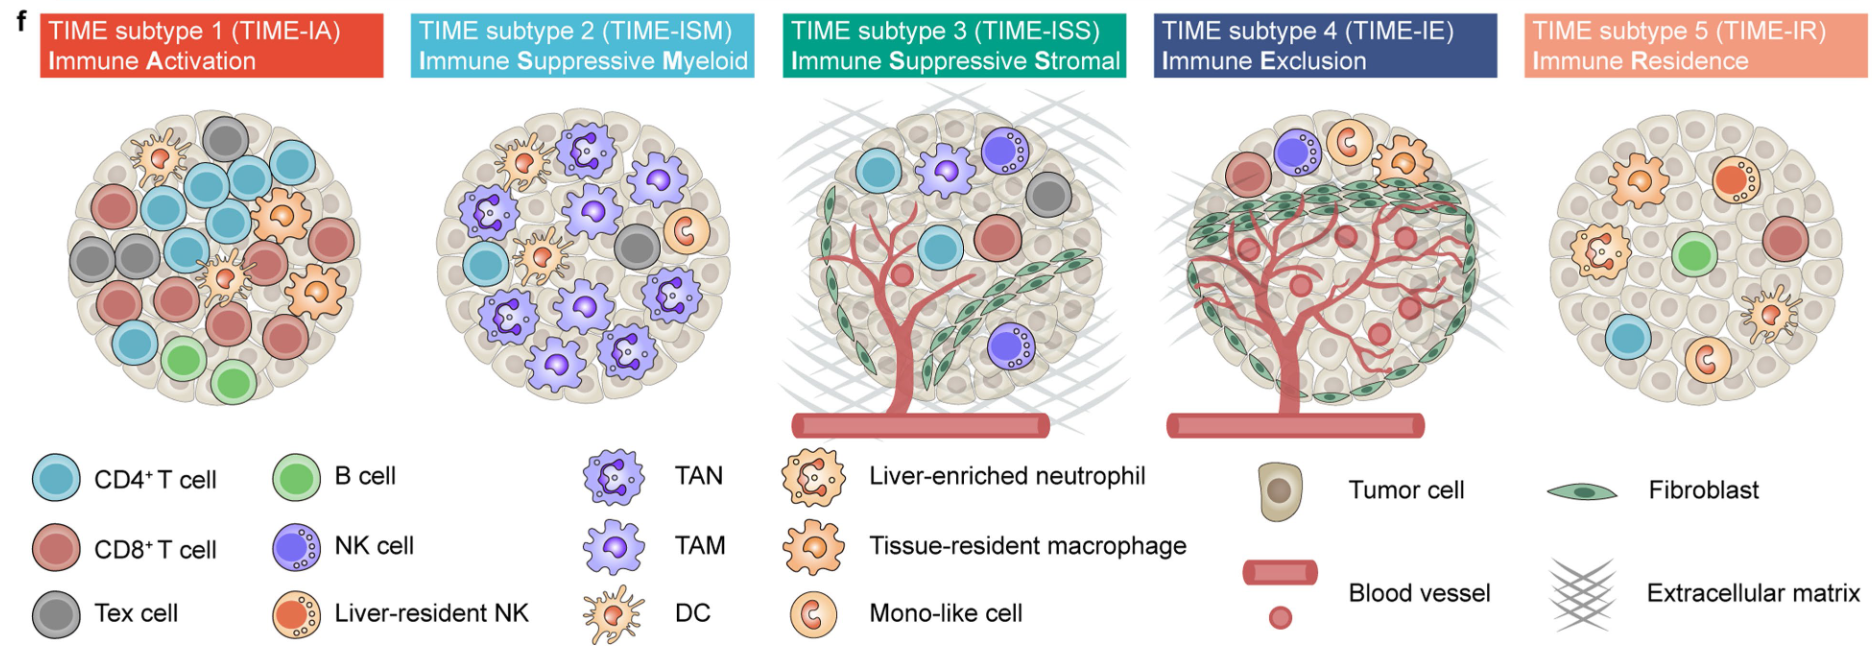 f
TIME subtype 1 (TIME-IA)
Immune Activation
TIME subtype 2 (TIME-ISM)
Immune Suppressive Myeloid
TIME subtype 3 (TIME-ISS)
Immune Suppressive Stromal
TIME subtype 4 (TIME-IE)
Immune Exclusion
TIME subtype 5 (TIME-IR)
Immune Residence
CD4⁺ T cell
B cell
TAN
Liver-enriched neutrophil
Tumor cell
Fibroblast
CD8⁺ T cell
NK cell
TAM
Tissue-resident macrophage
Blood vessel
Extracellular matrix
Tex cell
Liver-resident NK
DC
Mono-like cell